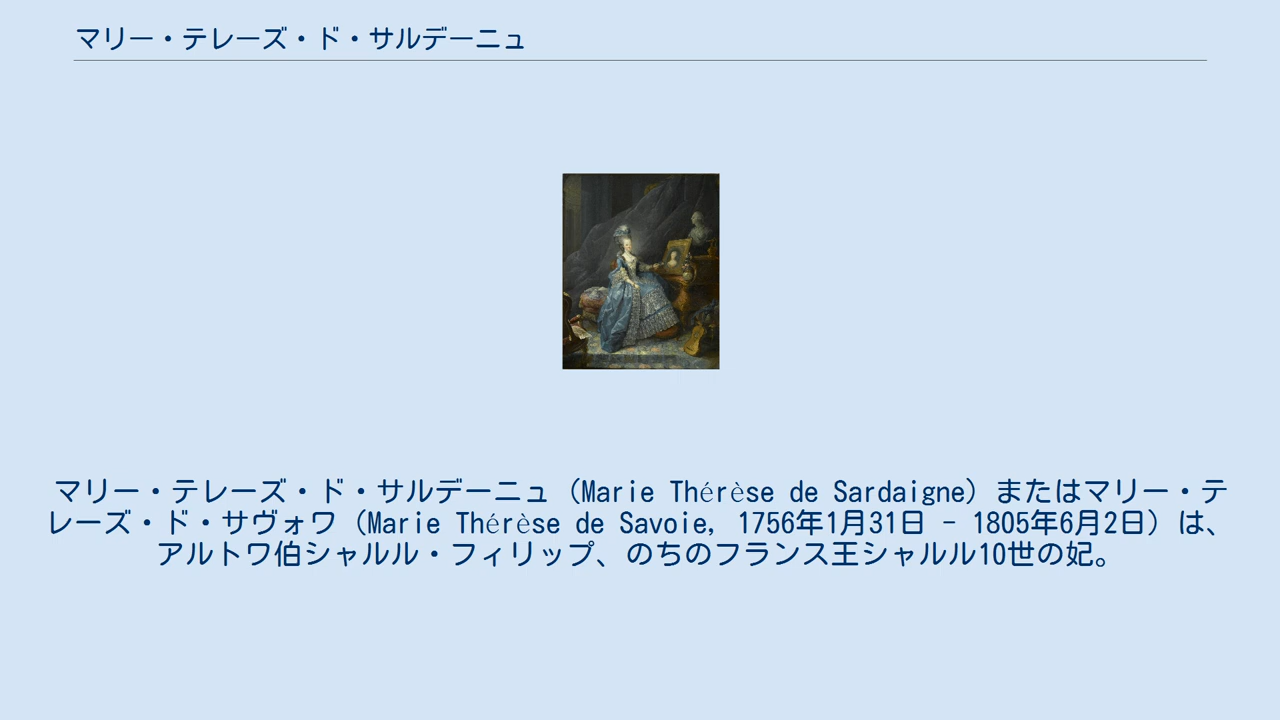 マリー・テレーズ・ド・サルデーニュ
マリー・テレーズ・ド・サルデーニュ（Marie Thérèse de Sardaigne）またはマリー・テ
レーズ・ド・サヴォワ（Marie Thérèse de Savoie, 1756年1月31日 - 1805年6月2日）は、
アルトワ伯シャルル・フィリップ、のちのフランス王シャルル10世の妃。